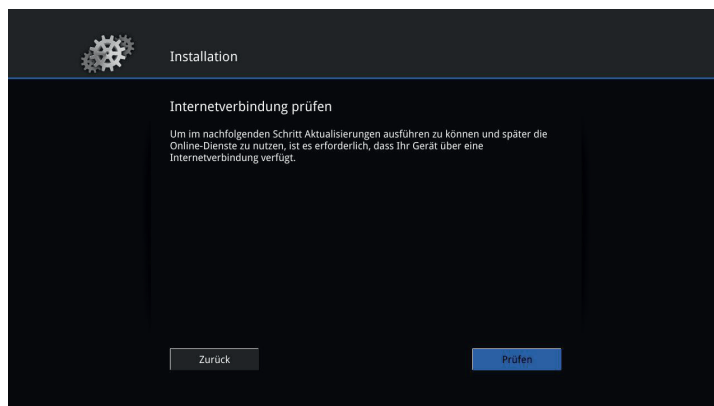 Installation
Internetverbindung prüfen
Um im nachfolgenden Schritt Aktualisierungen ausführen zu können und später die
Online-Dienste zu nutzen, ist es erforderlich, dass Ihr Gerät über eine
Internetverbindung verfügt.
Zurück
Prüfen